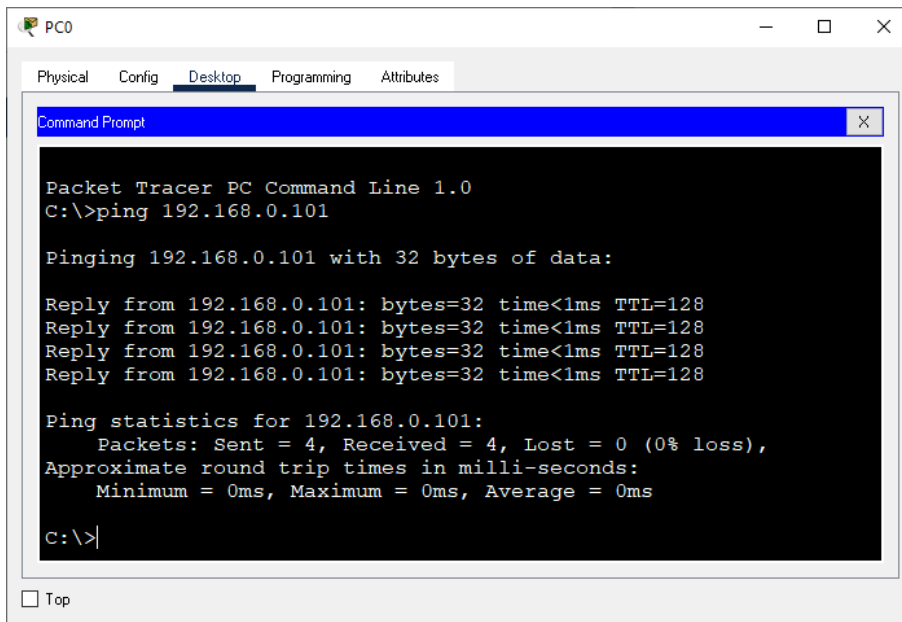 PC0
Physical Config Desktop Programming Attributes
Command Prompt
X
Packet Tracer PC Command Line 1.0
C:\>ping 192.168.0.101
Pinging 192.168.0.101 with 32 bytes of data:
Reply from 192.168.0.101: bytes=32 time<1ms TTL=128
Reply from 192.168.0.101: bytes=32 time<1ms TTL=128
Reply from 192.168.0.101: bytes=32 time<1ms TTL=128
Reply from 192.168.0.101: bytes=32 time<1ms TTL=128
Ping statistics for 192.168.0.101:
    Packets: Sent = 4, Received = 4, Lost = 0 (0% loss),
Approximate round trip times in milli-seconds:
    Minimum = 0ms, Maximum = 0ms, Average = 0ms
C:\>
Top